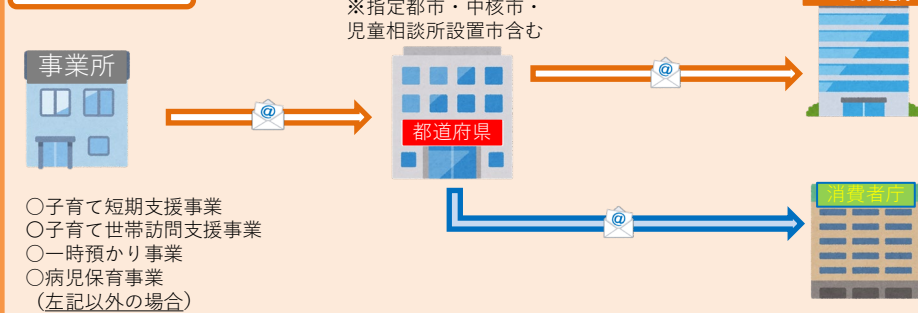 ※指定都市・中核市・
児童相談所設置市含む
事業所
@
@
都道府県
消費者庁
@
○子育て短期支援事業
○子育て世帯訪問支援事業
○一時預かり事業
○病児保育事業
（左記以外の場合）